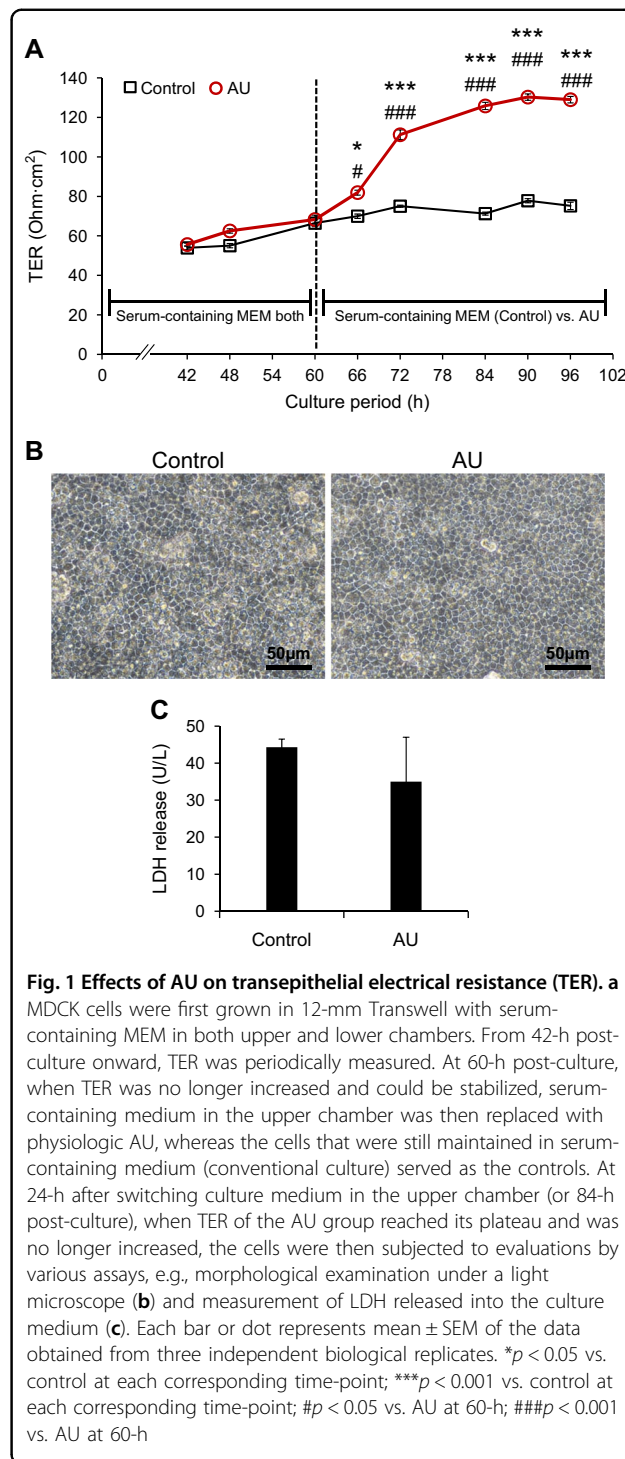 A
Control
AU
*
#
***
###
***
###
***
###
***
###
TER (Ohm·cm²)
140
120
100
80
60
40
20
0
Serum-containing MEM both
Serum-containing MEM (Control) vs. AU
0 42 48 54 60 66 72 78 84 90 96 102
Culture period (h)
B
Control AU
50μm 50μm
C
LDH release (U/L)
50
40
30
20
10
0
Control AU
Fig. 1 Effects of AU on transepithelial electrical resistance (TER). a
MDCK cells were first grown in 12-mm Transwell with serum-
containing MEM in both upper and lower chambers. From 42-h post-
culture onward, TER was periodically measured. At 60-h post-culture,
when TER was no longer increased and could be stabilized, serum-
containing medium in the upper chamber was then replaced with
physiologic AU, whereas the cells that were still maintained in serum-
containing medium (conventional culture) served as the controls. At
24-h after switching culture medium in the upper chamber (or 84-h
post-culture), when TER of the AU group reached its plateau and was
no longer increased, the cells were then subjected to evaluations by
various assays, e.g., morphological examination under a light
microscope (b) and measurement of LDH released into the culture
medium (c). Each bar or dot represents mean ± SEM of the data
obtained from three independent biological replicates. *p < 0.05 vs.
control at each corresponding time-point; ***p < 0.001 vs. control at
each corresponding time-point; #p < 0.05 vs. AU at 60-h; ###p < 0.001
vs. AU at 60-h